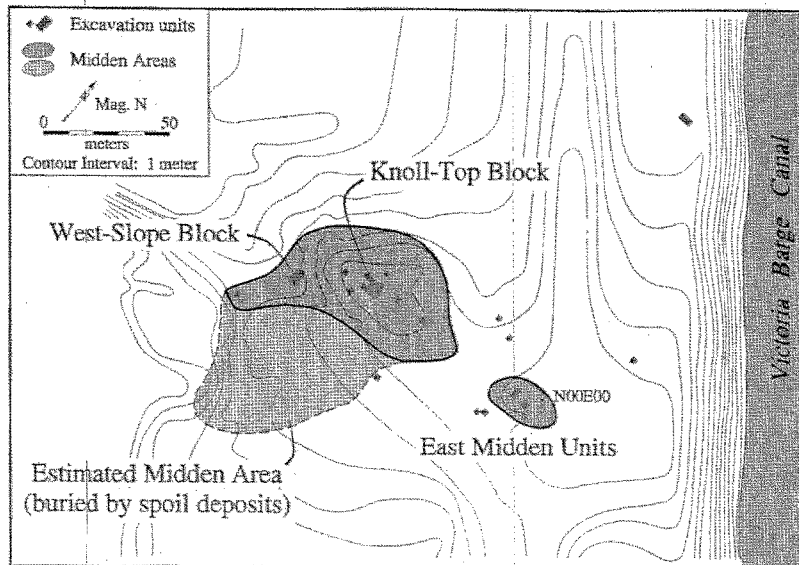 Excavation units
Midden Areas
Mag. N
0 50
meters
Contour Interval: 1 meter
Knoll-Top Block
West-Slope Block
Victoria Barge Canal
N00E00
East Midden Units
Estimated Midden Area
(buried by spoil deposits)